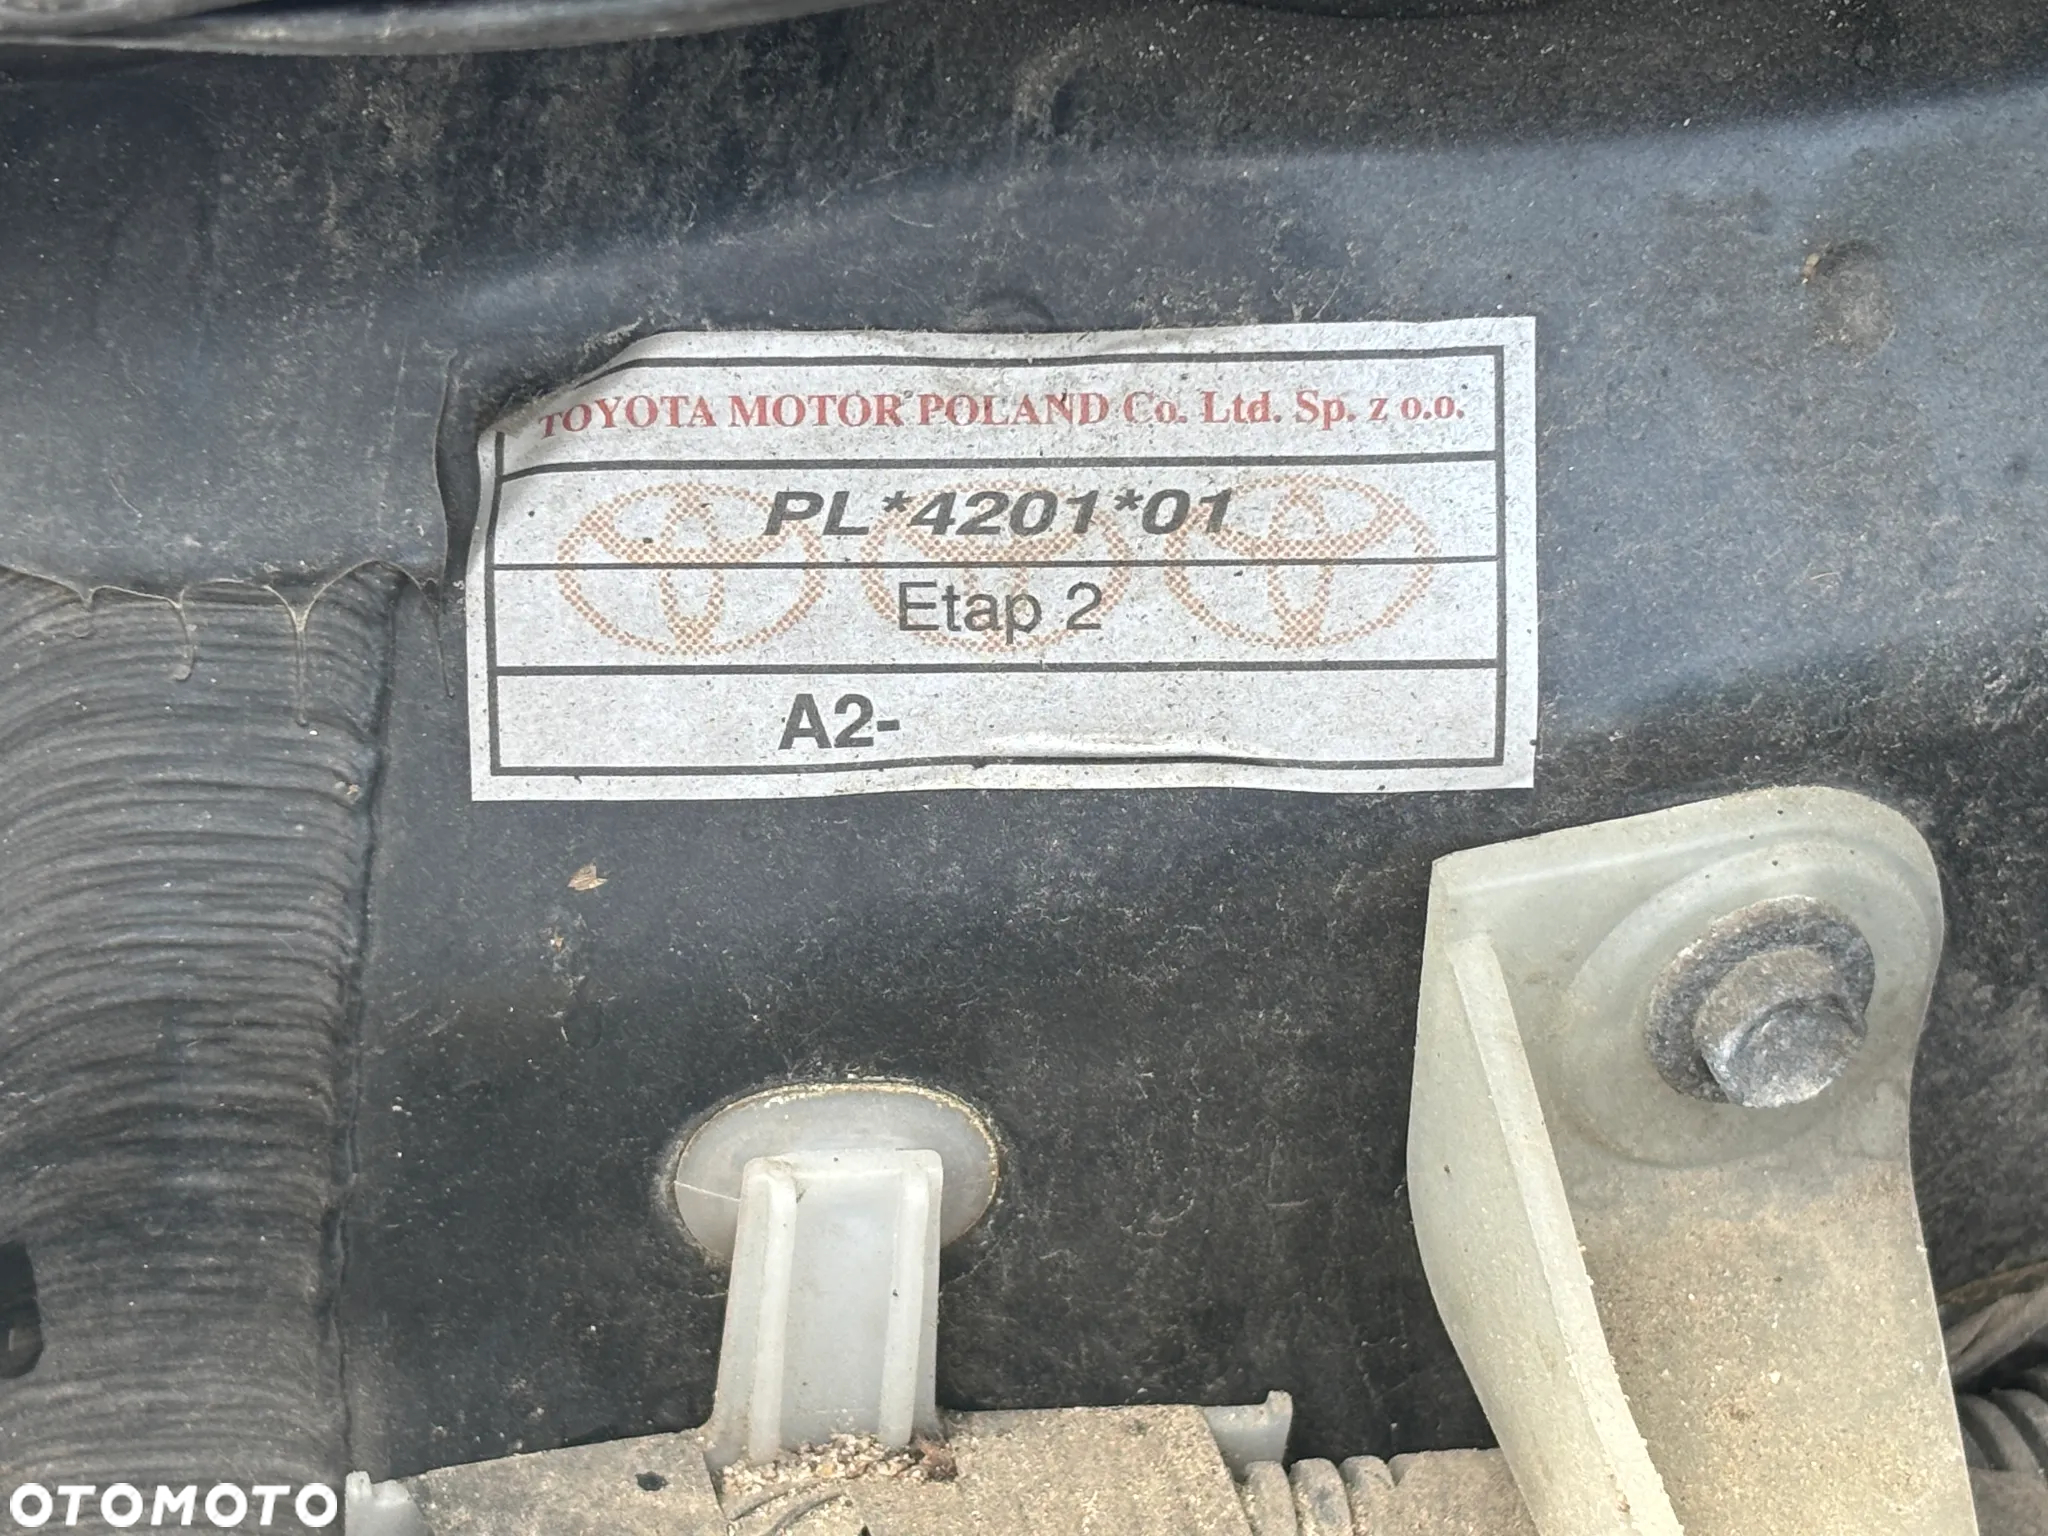 TOYOTA MOTOR POLAND Co. Ltd. Sp. z o.o.
PL*4201*01
Etap 2
A2-
OTOMOTO